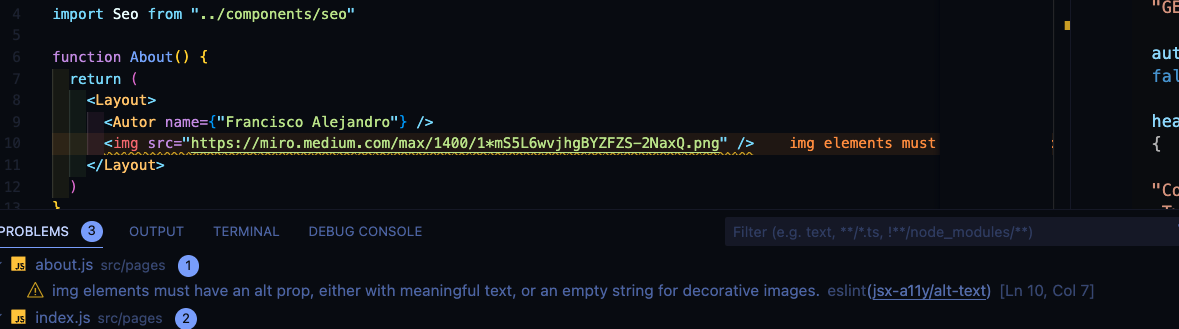 4 import Seo from "../components/seo"
5
6 function About() {
7 return (
8 <Layout>
9 <Autor name={"Francisco Alejandro"} />
10 <img src="https://miro.medium.com/max/1400/1*mS5L6wvjhgBYZFZS-2NaxQ.png" /> img elements must
11 </Layout>
12 )
13 }
"GE
aut
fal
hea
{
"Co
PROBLEMS 3 OUTPUT TERMINAL DEBUG CONSOLE Filter (e.g. text, **/*.ts, !**/node_modules/**)
JS about.js src/pages 1
img elements must have an alt prop, either with meaningful text, or an empty string for decorative images. eslint(jsx-a11y/alt-text) [Ln 10, Col 7]
JS index.js src/pages 2